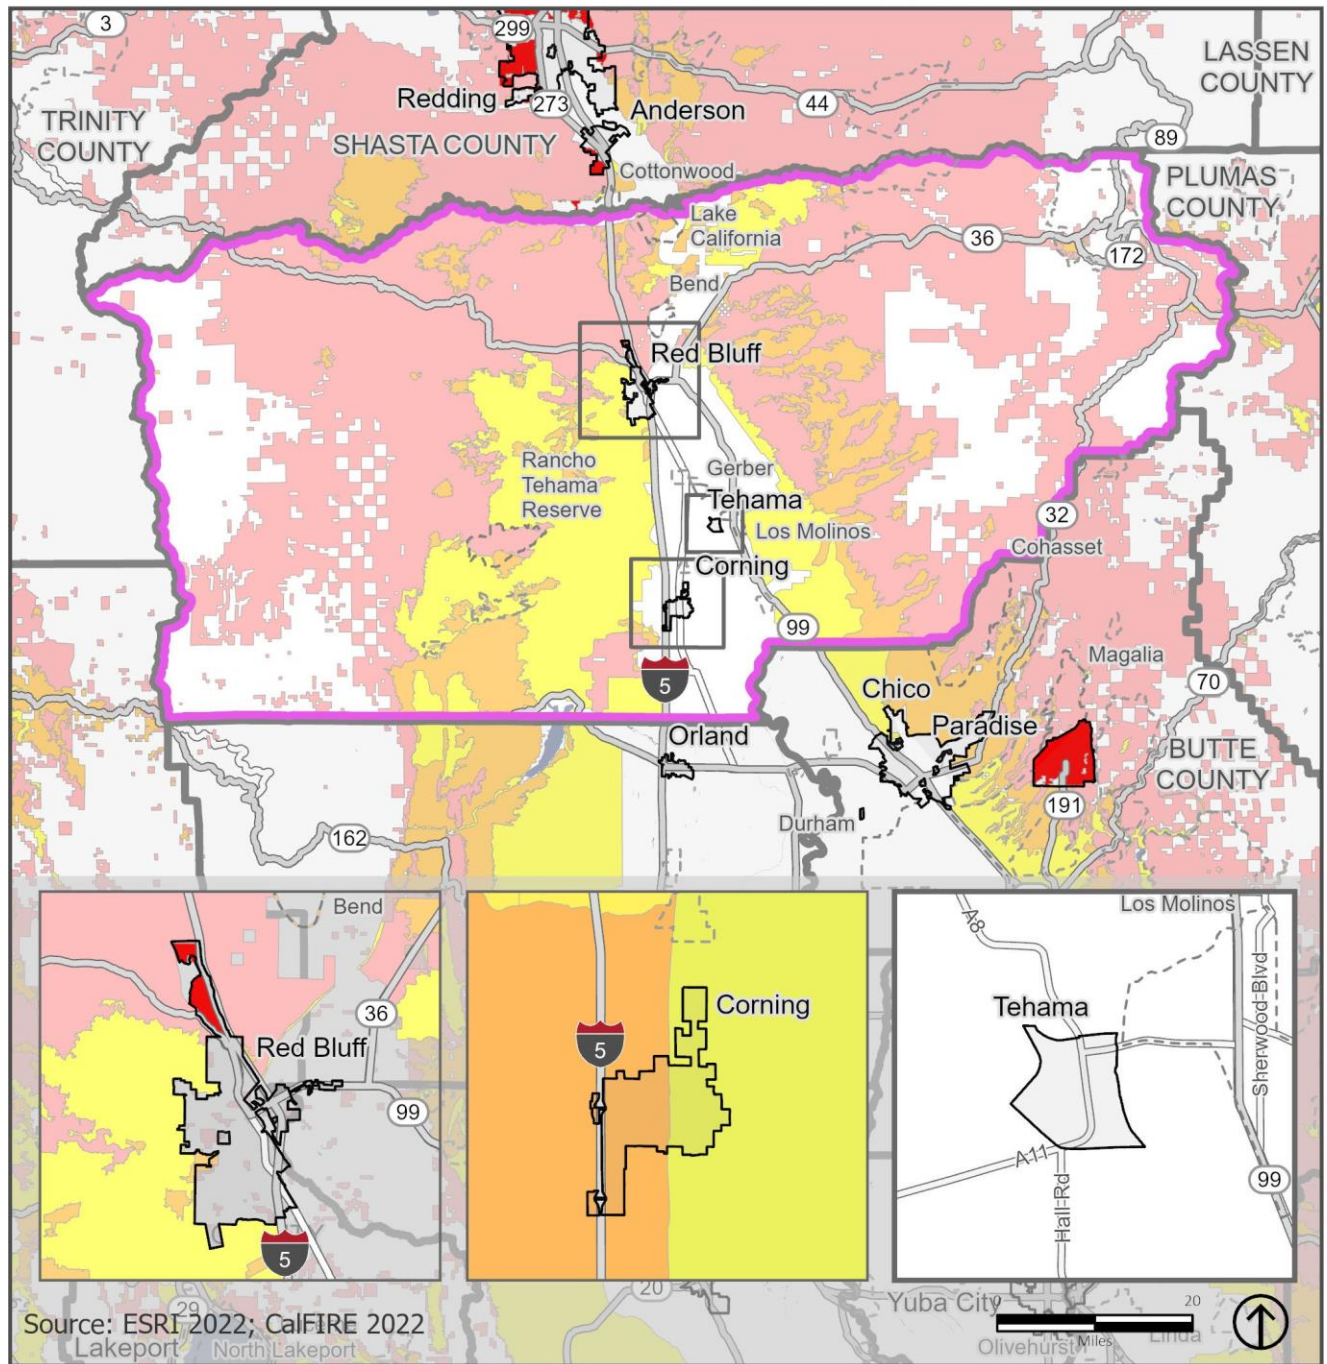 3
299
LASSEN
COUNTY
Redding
273
Anderson
44
TRINITY
COUNTY
SHASTA COUNTY
89
Cottonwood
PLUMAS
COUNTY
Lake
California
36
172
Bend
Red Bluff
Rancho
Tehama
Reserve
Gerber
Tehama
Los Molinos
32
Cohasset
Corning
99
Magalia
5
70
Chico
Paradise
Orland
BUTTE
COUNTY
191
Durham
162
Bend
36
Red Bluff
99
5
Corning
5
Los Molinos
A8
Tehama
Sherwood Blvd
A11
Hall Rd
99
20
Yuba City
0
20
Miles
29
Source: ESRI 2022; CalFIRE 2022
Lakeport
North Lakeport
Olivehurst
Linda